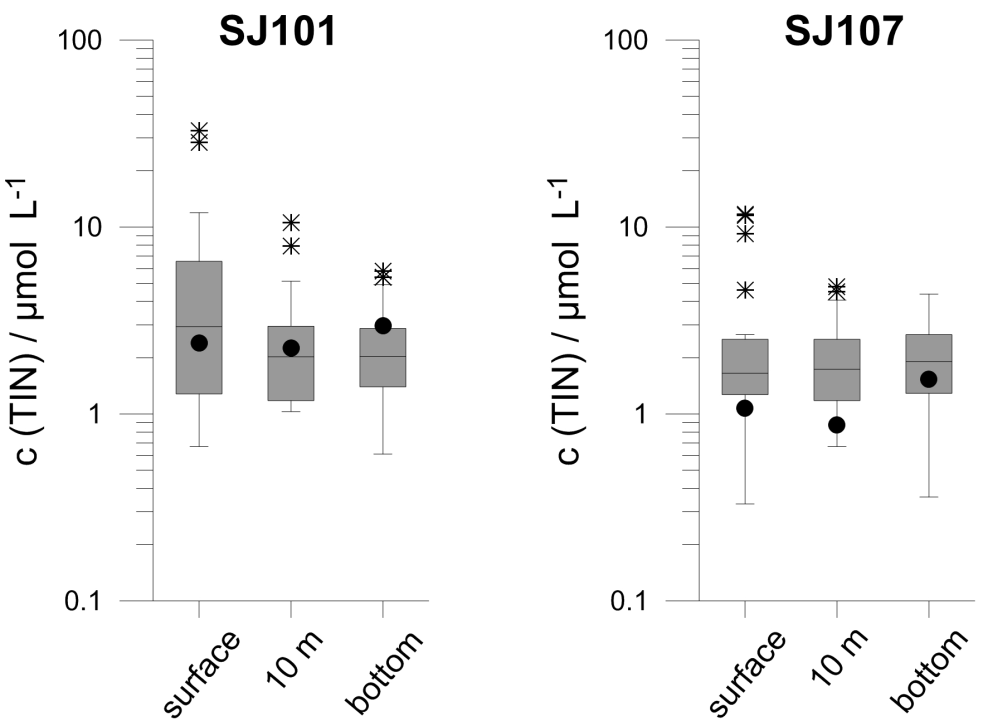 SJ101
100
10
1
0.1
c (TIN) / µmol L-1
surface
10 m
bottom
SJ107
100
10
1
0.1
c (TIN) / µmol L-1
surface
10 m
bottom